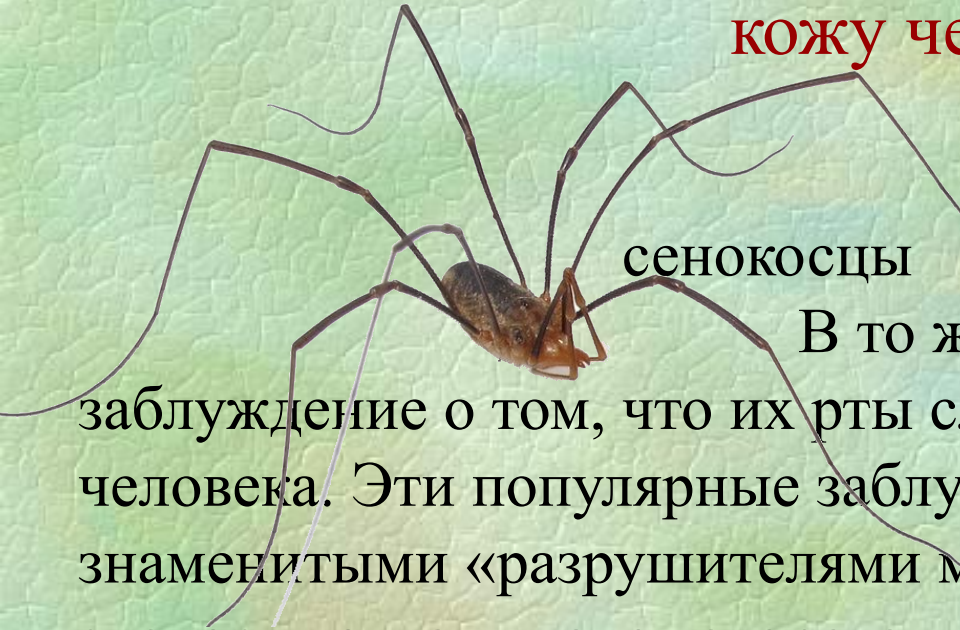 кожу че
сенокосцы
В то ж
заблуждение о том, что их рты с
человека. Эти популярные заблу
знаменитыми «разрушителями м